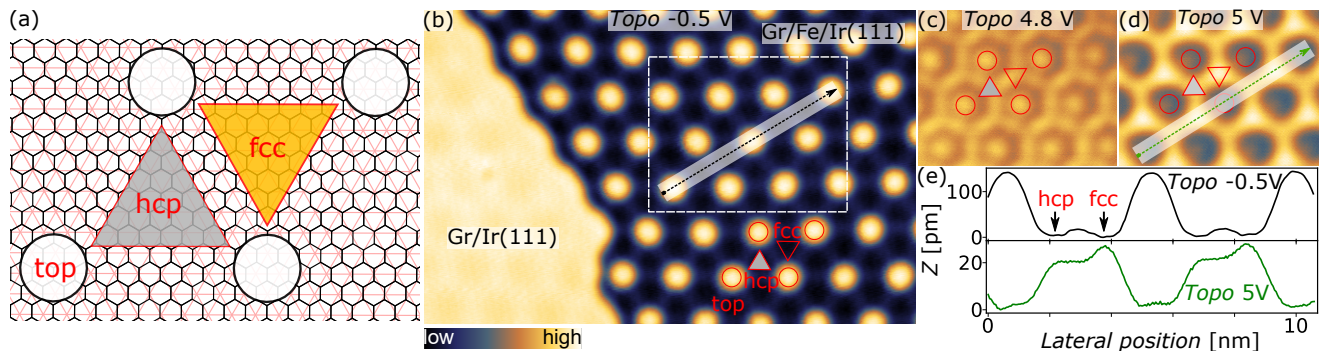 (a)
fcc
hcp
top
(b)
Topo -0.5 V
Gr/Fe/Ir(111)
Gr/Ir(111)
fcc
hcp
top
low
high
(c)
Topo 4.8 V
(d)
Topo 5 V
(e)
100
0
20
0
Z [pm]
Topo -0.5V
hcp
fcc
Topo 5V
0
5
10
Lateral position [nm]